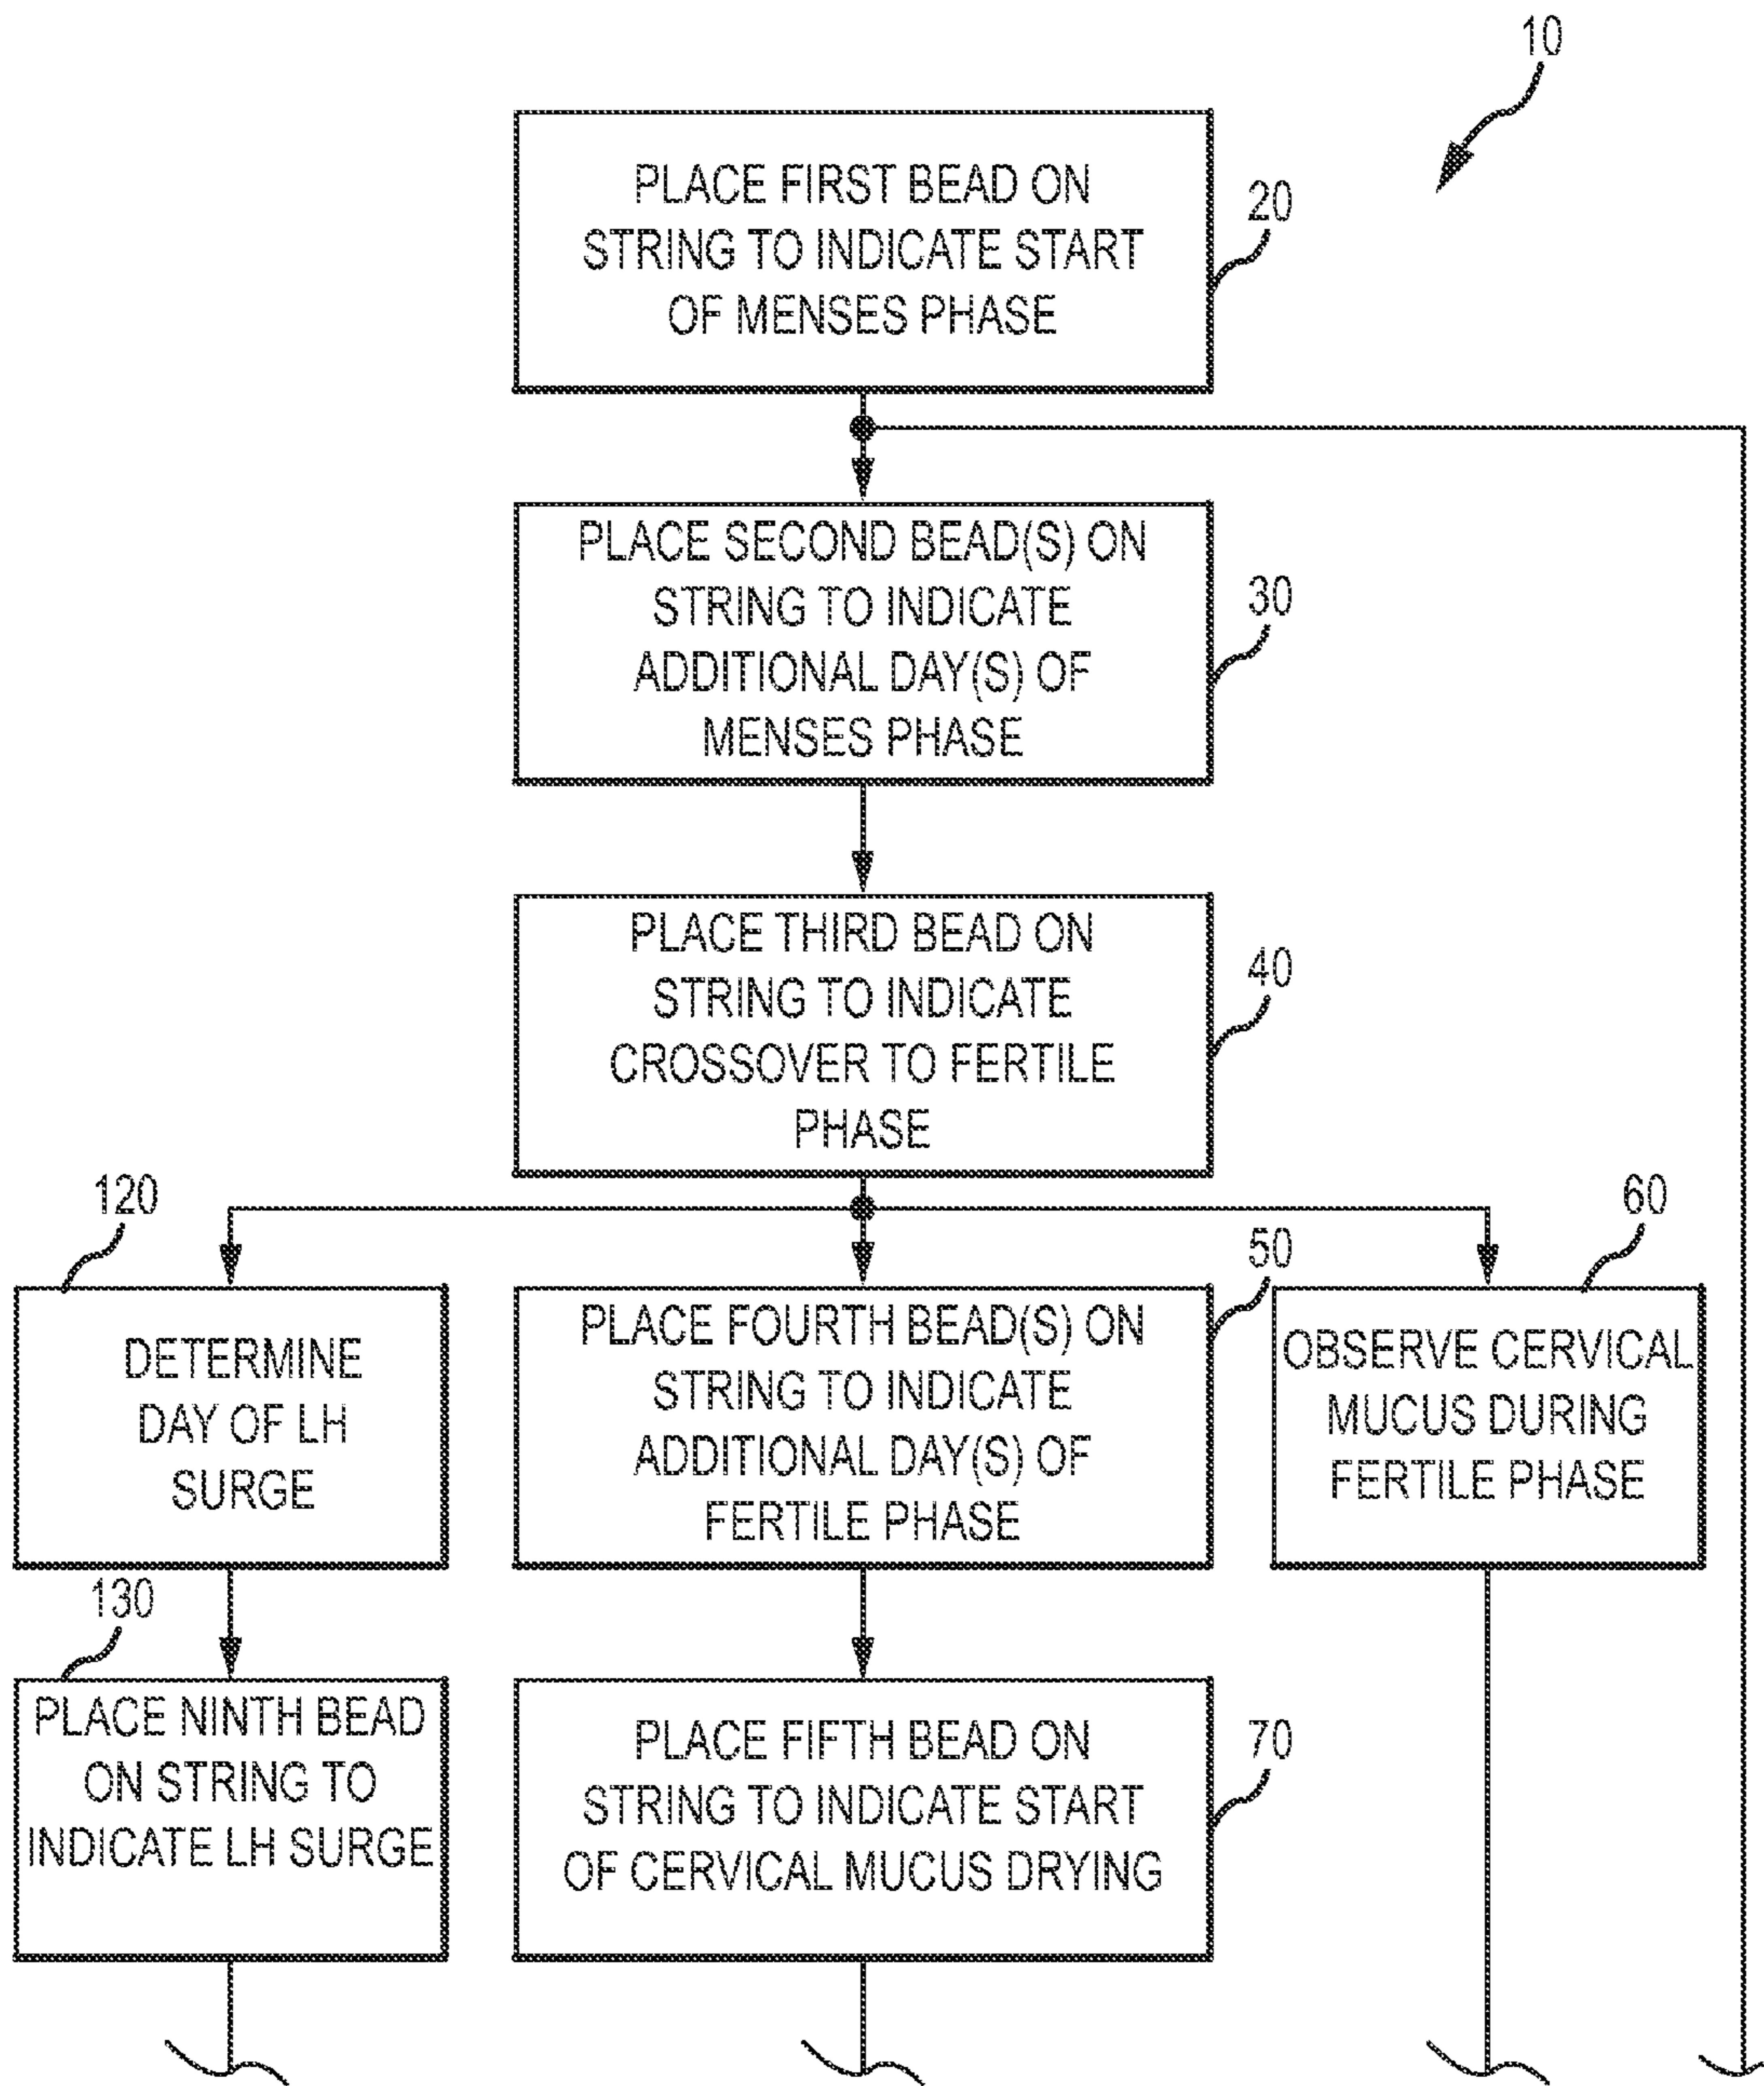 10
PLACE FIRST BEAD ON
STRING TO INDICATE START
OF MENSES PHASE
20
PLACE SECOND BEAD(S) ON
STRING TO INDICATE
ADDITIONAL DAY(S) OF
MENSES PHASE
30
PLACE THIRD BEAD ON
STRING TO INDICATE
CROSSOVER TO FERTILE
PHASE
40
120
DETERMINE
DAY OF LH
SURGE
50
PLACE FOURTH BEAD(S) ON
STRING TO INDICATE
ADDITIONAL DAY(S) OF
FERTILE PHASE
60
OBSERVE CERVICAL
MUCUS DURING
FERTILE PHASE
130
PLACE NINTH BEAD
ON STRING TO
INDICATE LH SURGE
PLACE FIFTH BEAD ON
STRING TO INDICATE START
OF CERVICAL MUCUS DRYING
70